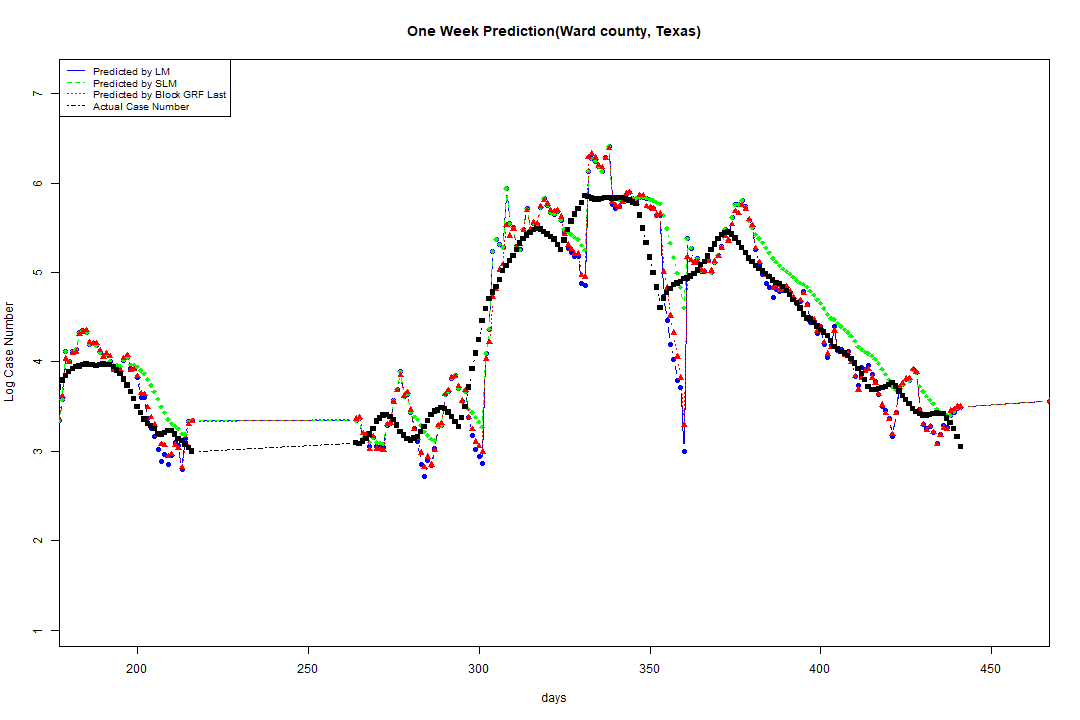 One Week Prediction(Ward county, Texas)
Predicted by LM
Predicted by SLM
Predicted by Block GRF Last
Actual Case Number
Log Case Number
7
6
5
4
3
2
1
200 250 300 350 400 450
days